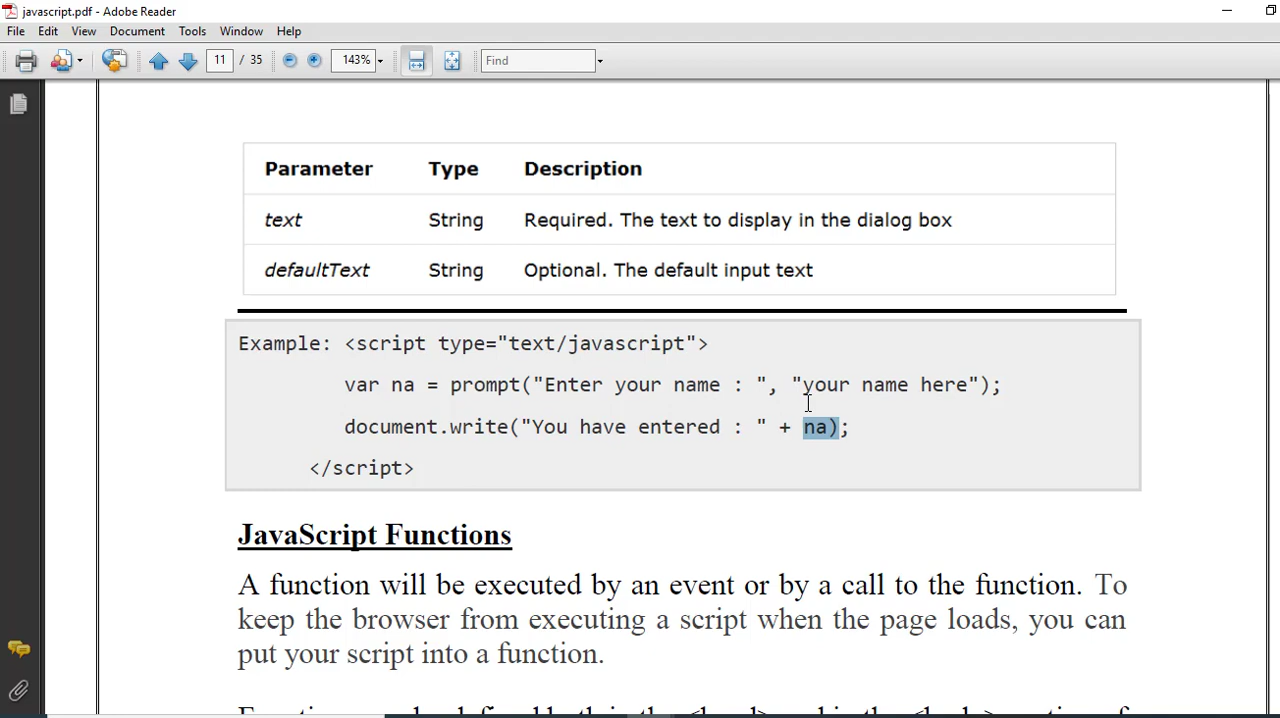 javascript.pdf - Adobe Reader
File Edit View Document Tools Window Help
11 / 35 143% Find
Parameter Type Description
text String Required. The text to display in the dialog box
defaultText String Optional. The default input text
Example: <script type="text/javascript">
var na = prompt("Enter your name : ", "your name here");
document.write("You have entered : " + na);
</script>
JavaScript Functions
A function will be executed by an event or by a call to the function. To
keep the browser from executing a script when the page loads, you can
put your script into a function.